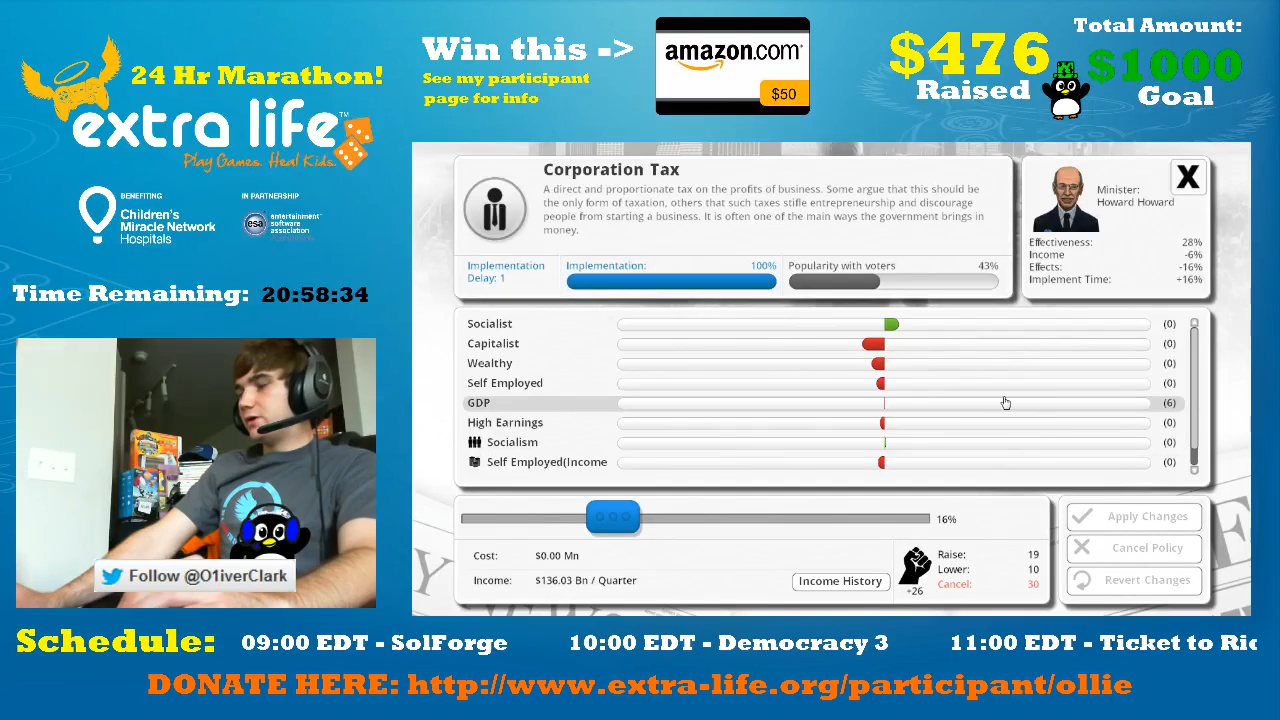 24 Hr Marathon!
extra life™
Play Games. Heal Kids.
BENEFITING
Children's
Miracle Network
Hospitals
IN PARTNERSHIP
esa
entertainment
software
association
Time Remaining: 20:58:34
Win this ->
See my participant
page for info
amazon.com
$50
$476
Raised
Total Amount:
$1000
Goal
Corporation Tax
A direct and proportionate tax on the profits of business. Some argue that this should be
the only form of taxation, others that such taxes stifle entrepreneurship and discourage
people from starting a business. It is often one of the main ways the government brings in
money.
Implementation
Delay: 1
Implementation: 100%
Popularity with voters 43%
X
Minister:
Howard Howard
Effectiveness: 28%
Income -6%
Effects: -16%
Implement Time: +16%
Socialist (0)
Capitalist (0)
Wealthy (0)
Self Employed (0)
GDP (6)
High Earnings (0)
Socialism (0)
Self Employed(Income (0)
16%
Cost: $0.00 Mn
Income: $136.03 Bn / Quarter
Income History
+26
Raise: 19
Lower: 10
Cancel: 30
Apply Changes
Cancel Policy
Revert Changes
Follow @O1iverClark
Schedule: 09:00 EDT - SolForge 10:00 EDT - Democracy 3 11:00 EDT - Ticket to Ric
DONATE HERE: http://www.extra-life.org/participant/ollie